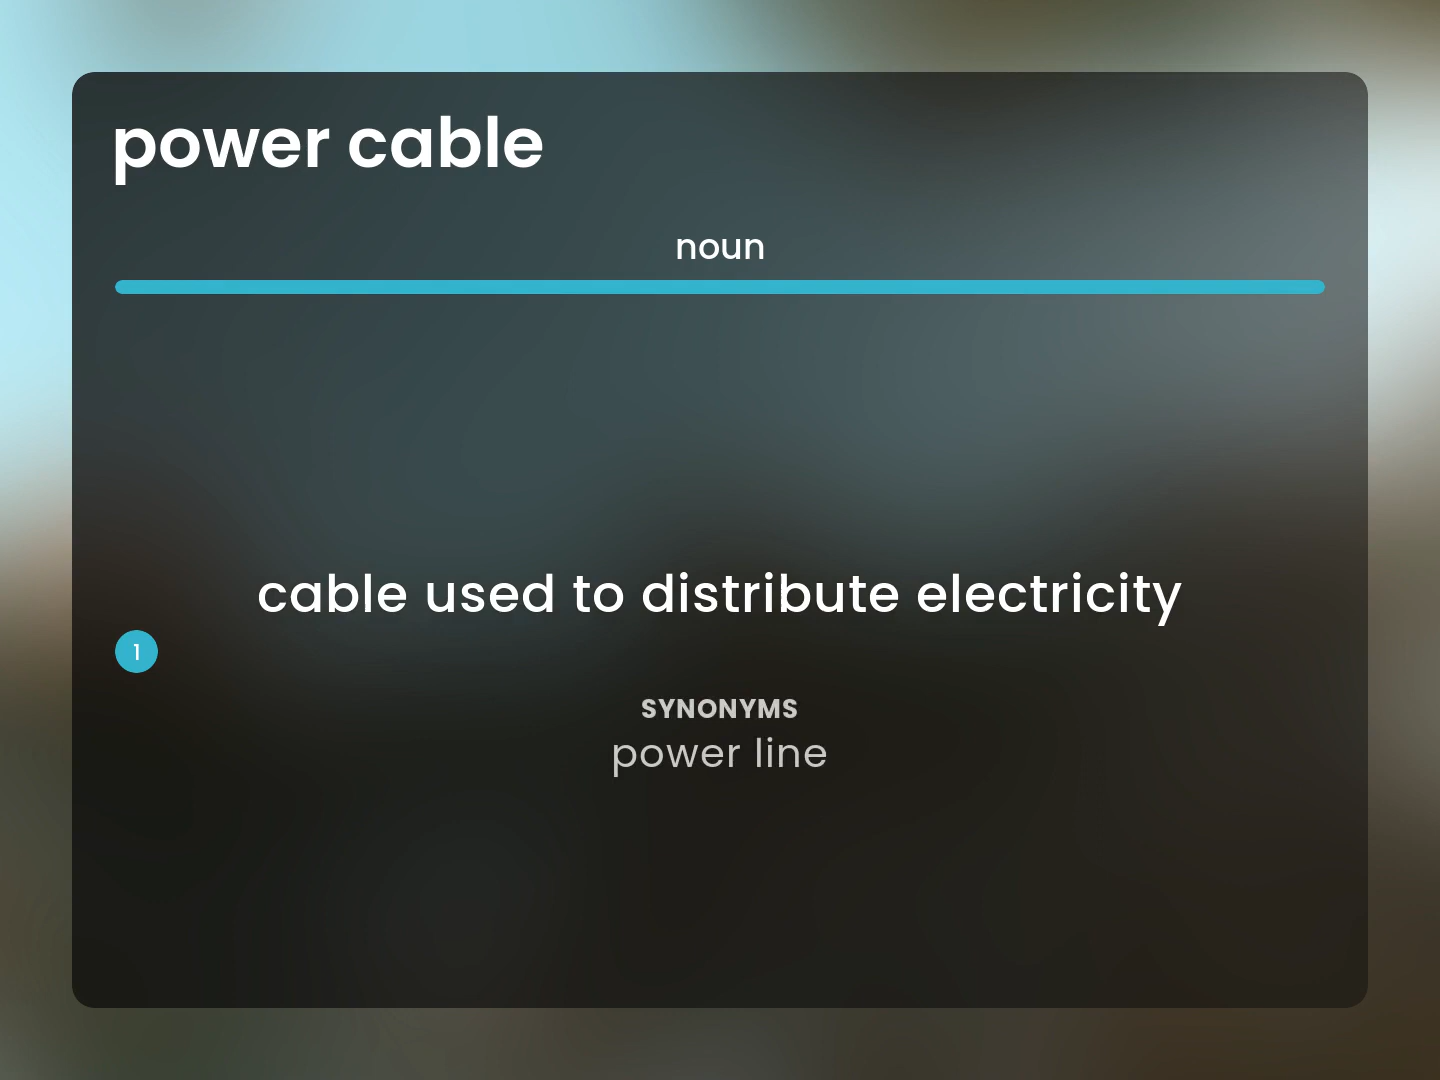 power cable
noun
cable used to distribute electricity
1
SYNONYMS
power line